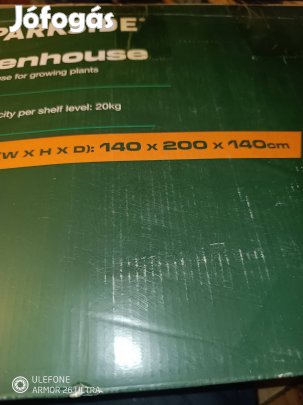 Jófogás
PARKSIDE®
enhouse
se for growing plants
city per shelf level: 20kg
W X H X D): 140 x 200 x 140cm
ULEFONE
ARMOR 26 ULTRA